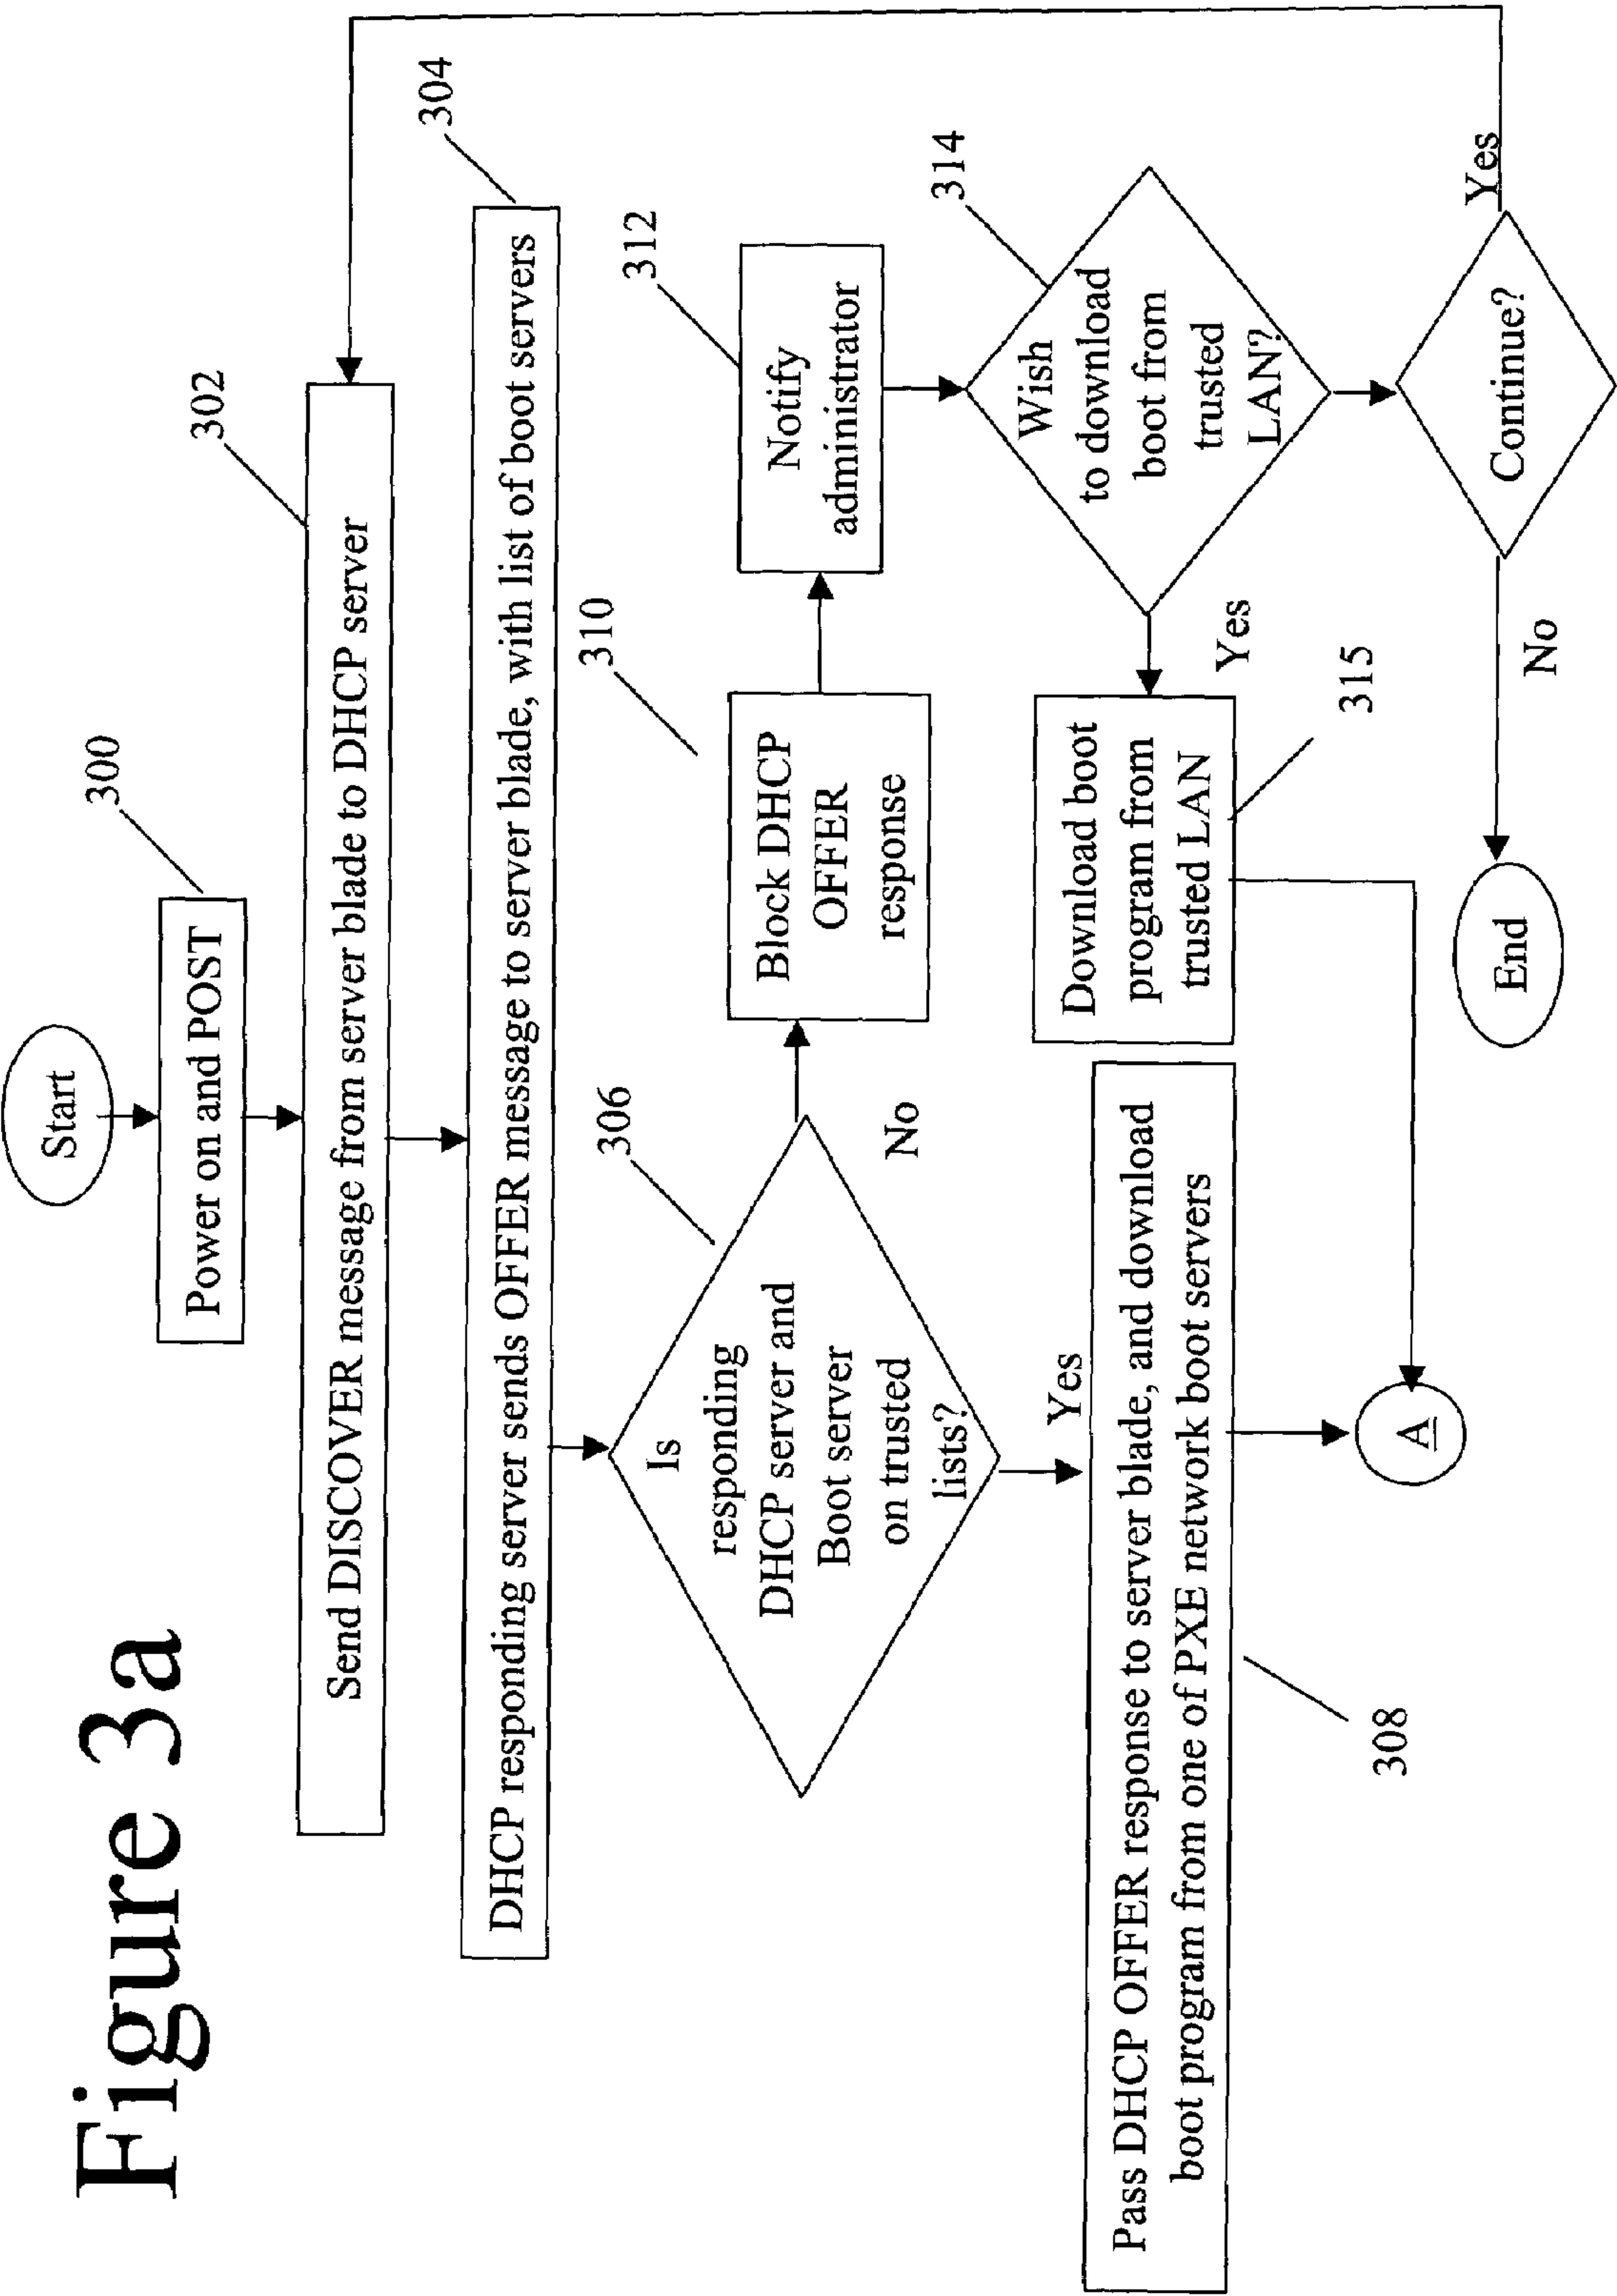 Figure 3a
Start
300
Power on and POST
302
Send DISCOVER message from server blade to DHCP server
304
DHCP responding server sends OFFER message to server blade, with list of boot servers
306
Is
responding
DHCP server and
Boot server
on trusted
lists?
No
Yes
310
Block DHCP
OFFER
response
312
Notify
administrator
314
Wish
to download
boot from
trusted
LAN?
Yes
315
Download boot
program from
trusted LAN
Pass DHCP OFFER response to server blade, and download
boot program from one of PXE network boot servers
308
A
Continue?
Yes
No
End